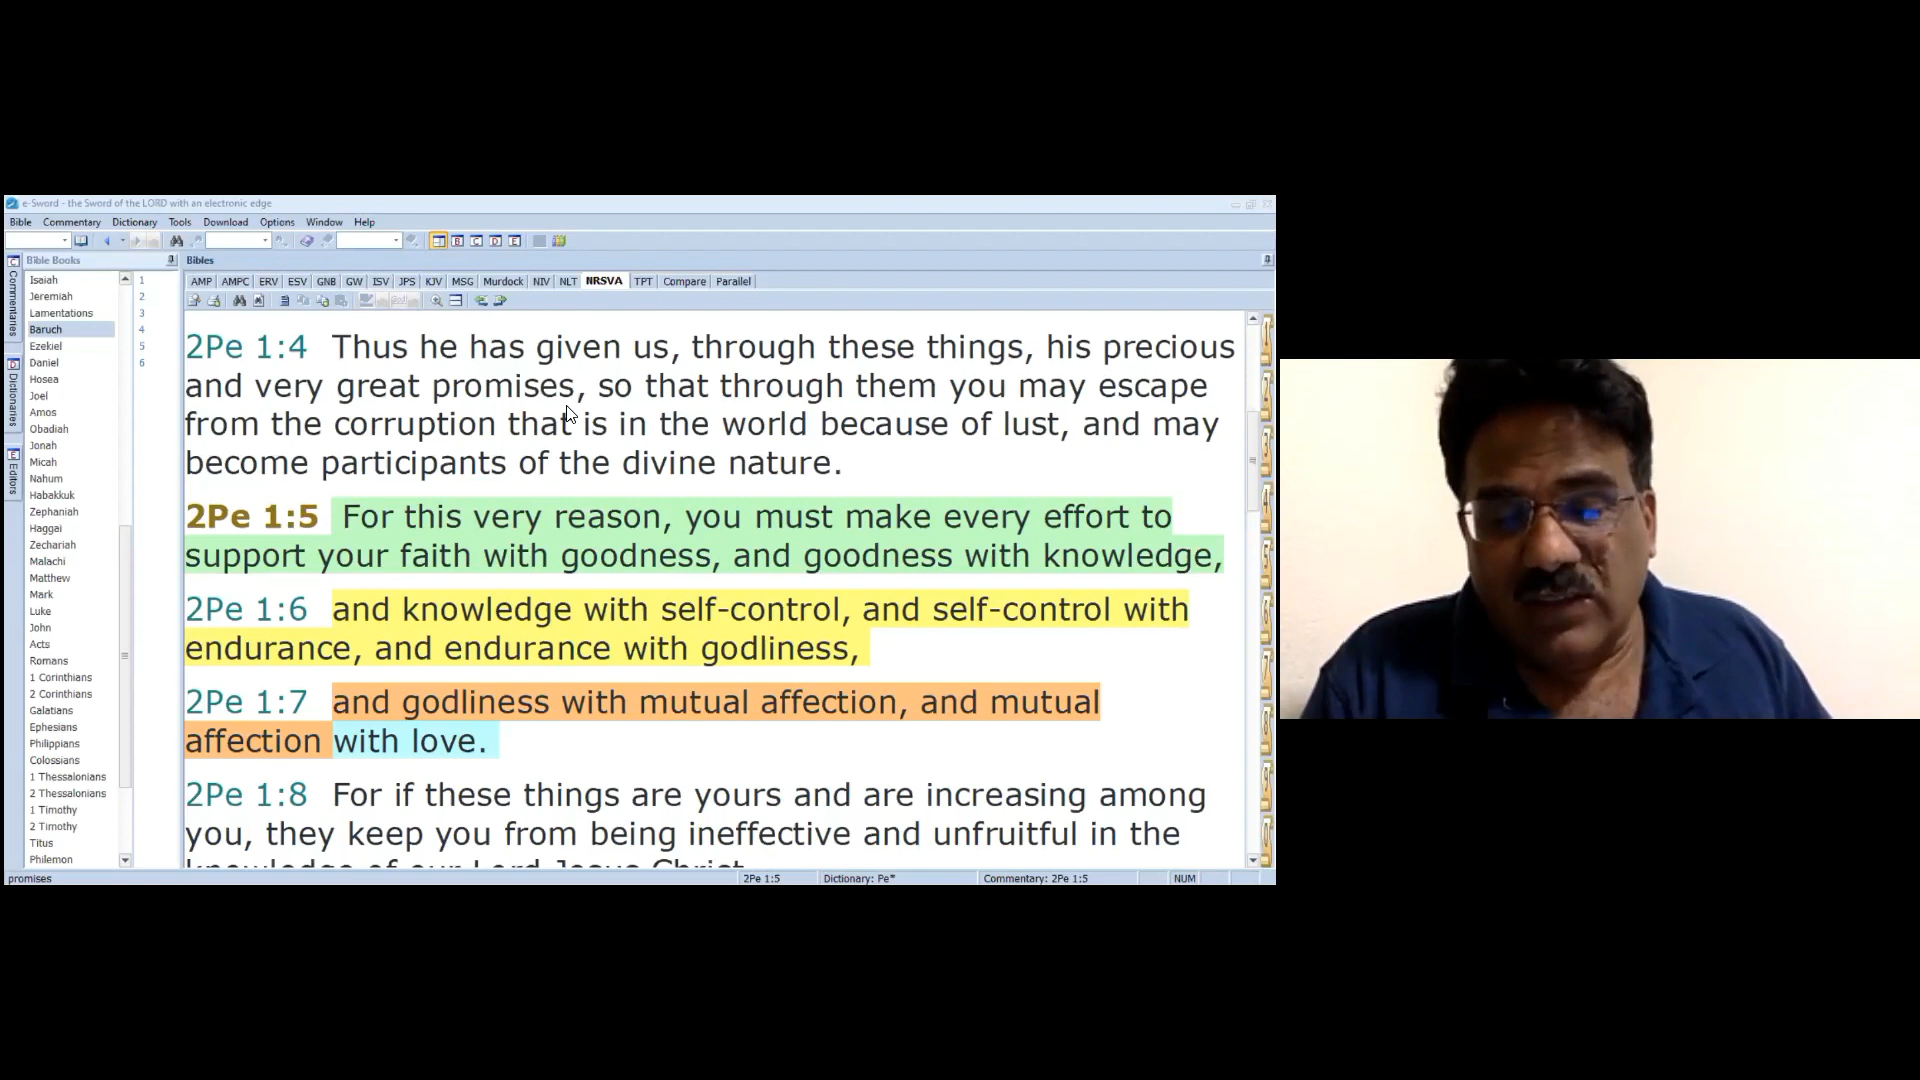 e-Sword - the Sword of the LORD with an electronic edge
Bible Commentary Dictionary Tools Download Options Window Help
B C D E
Bible Books
Bibles
C Commentaries
D Dictionaries
E Editors
Isaiah
Jeremiah
Lamentations
Baruch
Ezekiel
Daniel
Hosea
Joel
Amos
Obadiah
Jonah
Micah
Nahum
Habakkuk
Zephaniah
Haggai
Zechariah
Malachi
Matthew
Mark
Luke
John
Acts
Romans
1 Corinthians
2 Corinthians
Galatians
Ephesians
Philippians
Colossians
1 Thessalonians
2 Thessalonians
1 Timothy
2 Timothy
Titus
Philemon
1
2
3
4
5
6
AMP AMPC ERV ESV GNB GW ISV JPS KJV MSG Murdock NIV NLT NRSVA TPT Compare Parallel
2Pe 1:4 Thus he has given us, through these things, his precious
and very great promises, so that through them you may escape
from the corruption that is in the world because of lust, and may
become participants of the divine nature.
2Pe 1:5 For this very reason, you must make every effort to
support your faith with goodness, and goodness with knowledge,
2Pe 1:6 and knowledge with self-control, and self-control with
endurance, and endurance with godliness,
2Pe 1:7 and godliness with mutual affection, and mutual
affection with love.
2Pe 1:8 For if these things are yours and are increasing among
you, they keep you from being ineffective and unfruitful in the
knowledge of our Lord Jesus Christ.
promises
2Pe 1:5
Dictionary: Pe*
Commentary: 2Pe 1:5
NUM